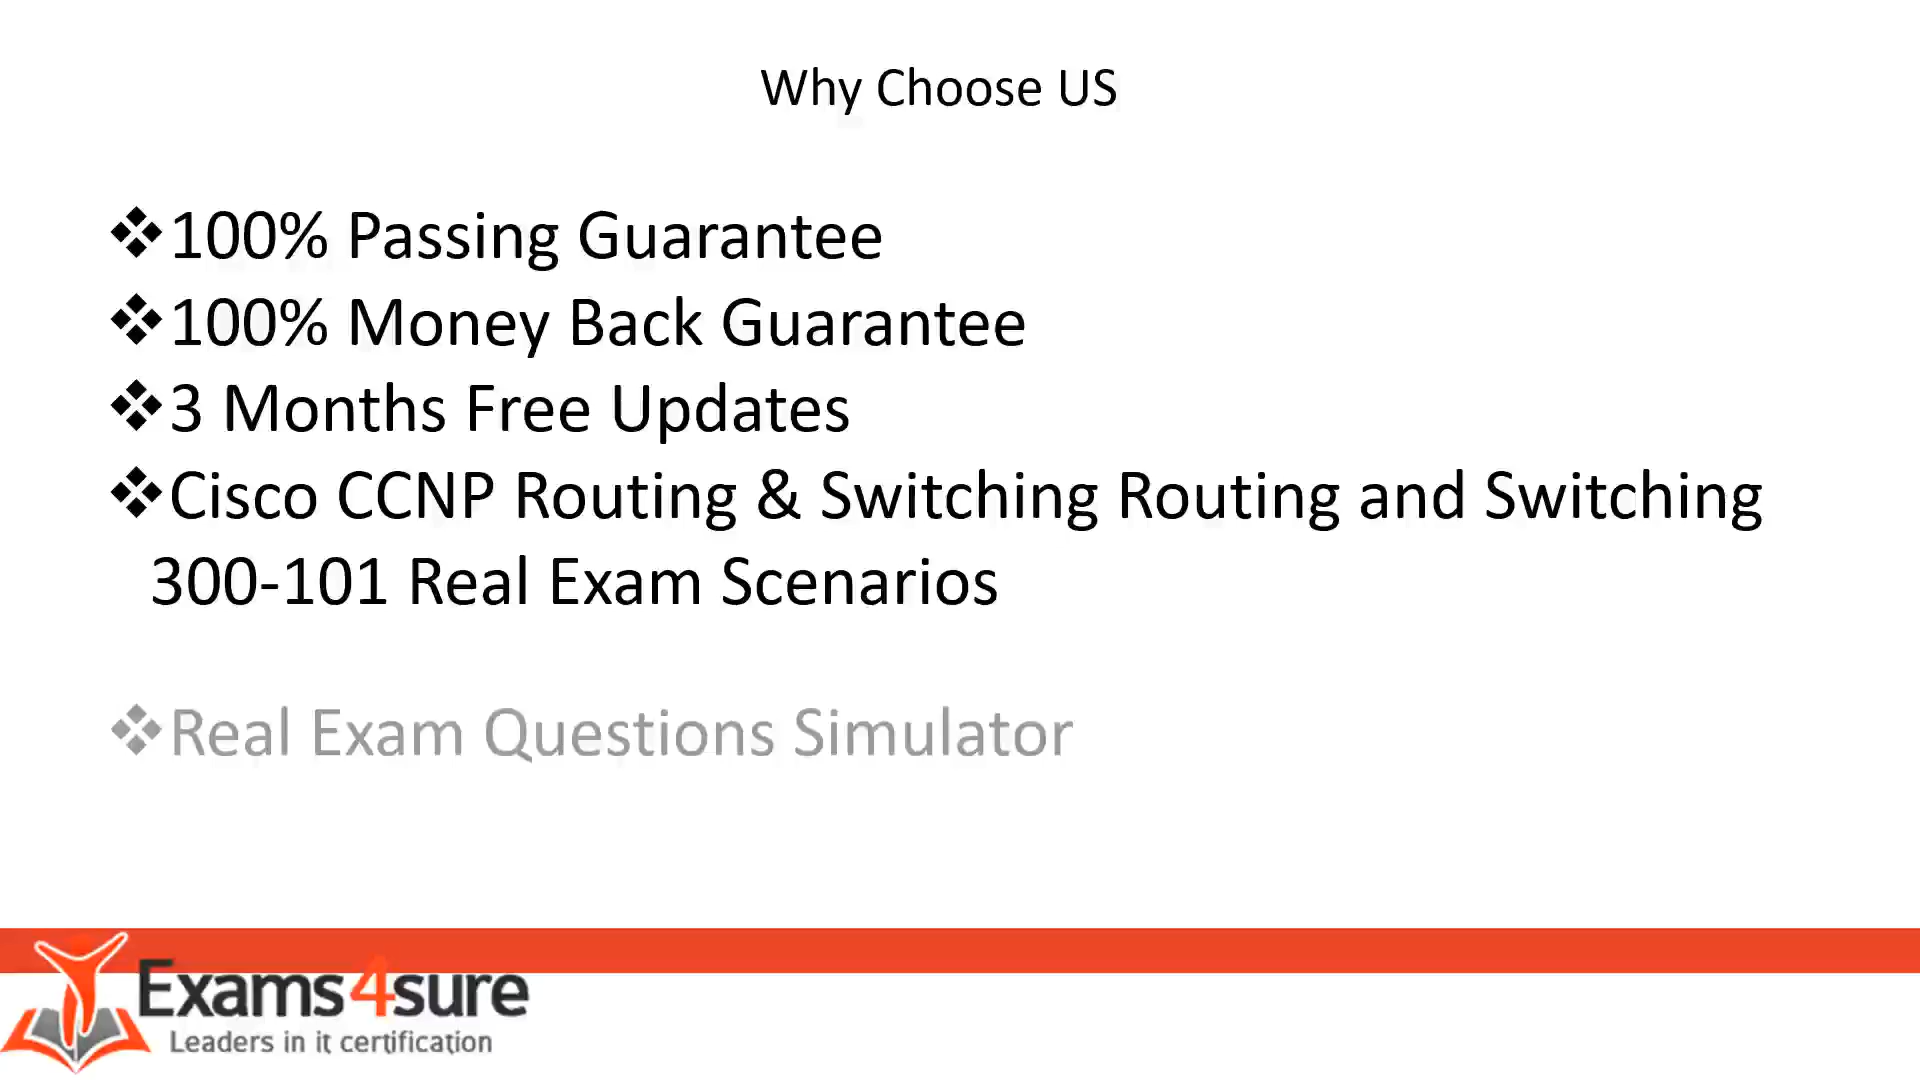 Why Choose US
❖100% Passing Guarantee
❖100% Money Back Guarantee
❖3 Months Free Updates
❖Cisco CCNP Routing & Switching Routing and Switching
300-101 Real Exam Scenarios
❖Real Exam Questions Simulator
Exams4sure
Leaders in it certification